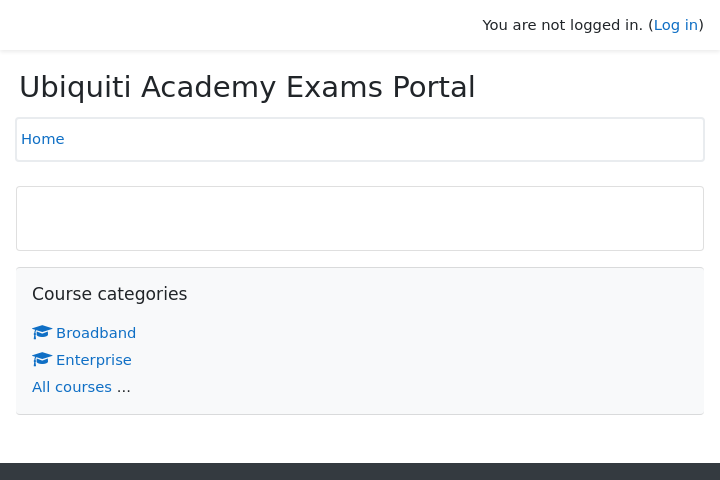 You are not logged in. (Log in)
Ubiquiti Academy Exams Portal
Home
Course categories
Broadband
Enterprise
All courses ...